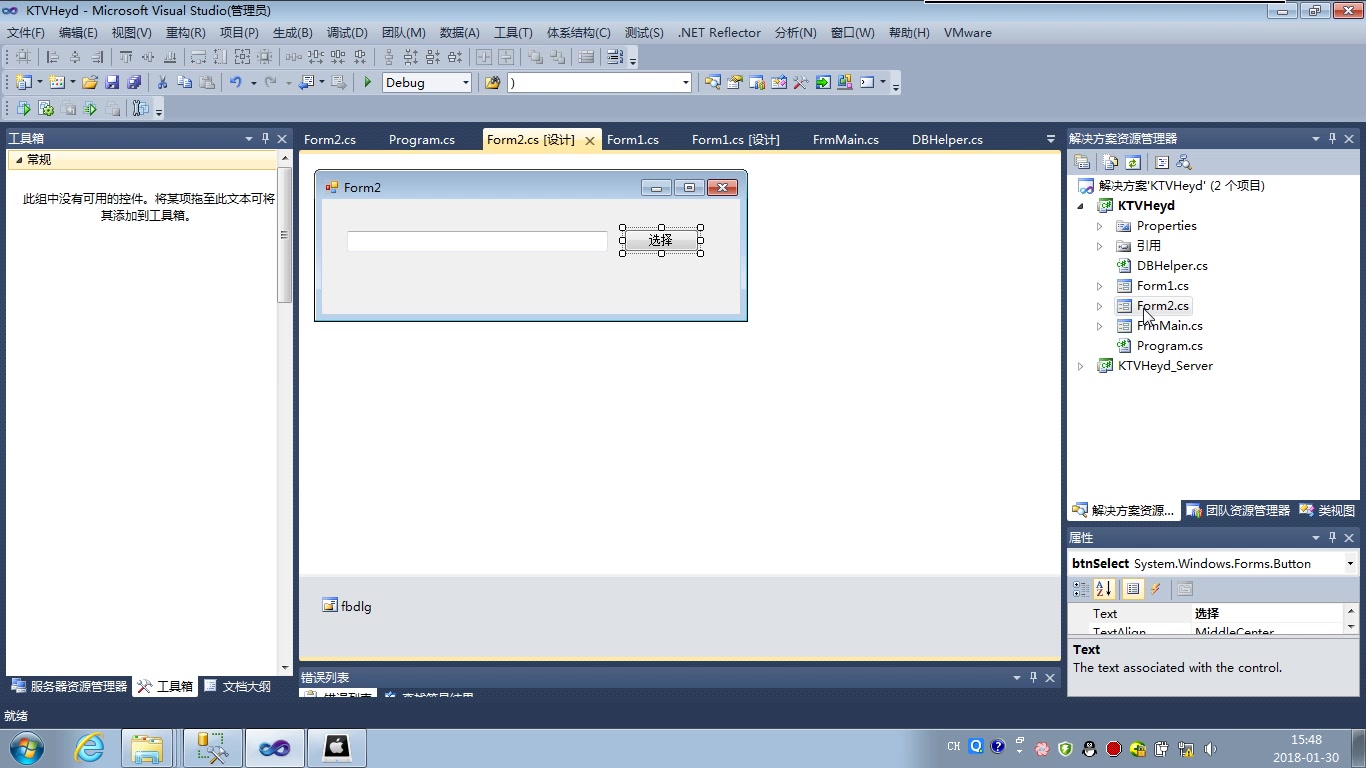 KTVHeyd - Microsoft Visual Studio(管理员)
文件(F) 编辑(E) 视图(V) 重构(R) 项目(P) 生成(B) 调试(D) 团队(M) 数据(A) 工具(T) 体系结构(C) 测试(S) .NET Reflector 分析(N) 窗口(W) 帮助(H) VMware
Debug )
工具箱
常规
此组中没有可用的控件。将某项拖至此文本可将
其添加到工具箱。
服务器资源管理器 工具箱 文档大纲
Form2.cs Program.cs Form2.cs [设计] Form1.cs Form1.cs [设计] FrmMain.cs DBHelper.cs
Form2
选择
fbdlg
错误列表
错误列表 查找符号结果
解决方案资源管理器
解决方案'KTVHeyd' (2 个项目)
KTVHeyd
Properties
引用
DBHelper.cs
Form1.cs
Form2.cs
FrmMain.cs
Program.cs
KTVHeyd_Server
解决方案资源... 团队资源管理器 类视图
属性
btnSelect System.Windows.Forms.Button
Text 选择
TextAlign MiddleCenter
Text
The text associated with the control.
就绪
CH
15:48
2018-01-30